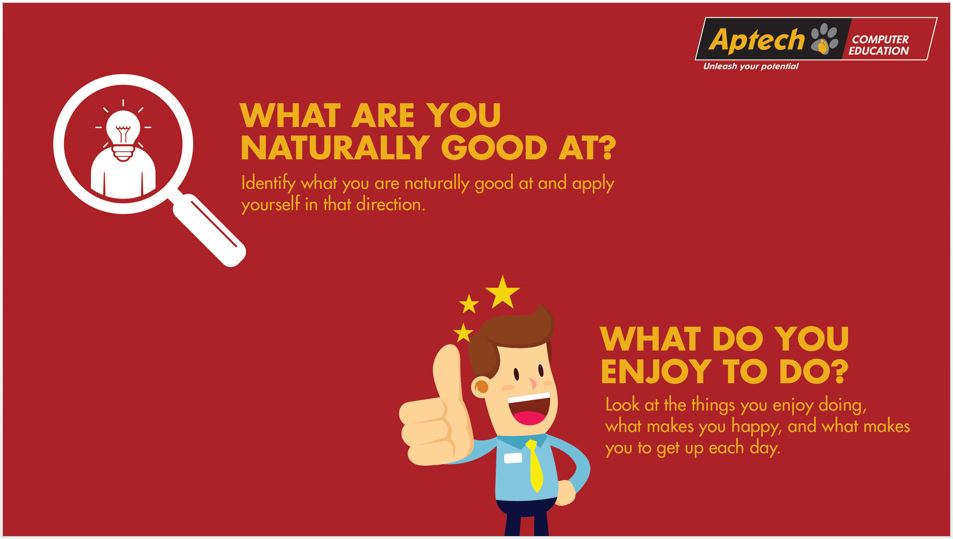 Aptech COMPUTER
EDUCATION
Unleash your potential
WHAT ARE YOU
NATURALLY GOOD AT?
Identify what you are naturally good at and apply
yourself in that direction.
WHAT DO YOU
ENJOY TO DO?
Look at the things you enjoy doing,
what makes you happy, and what makes
you to get up each day.